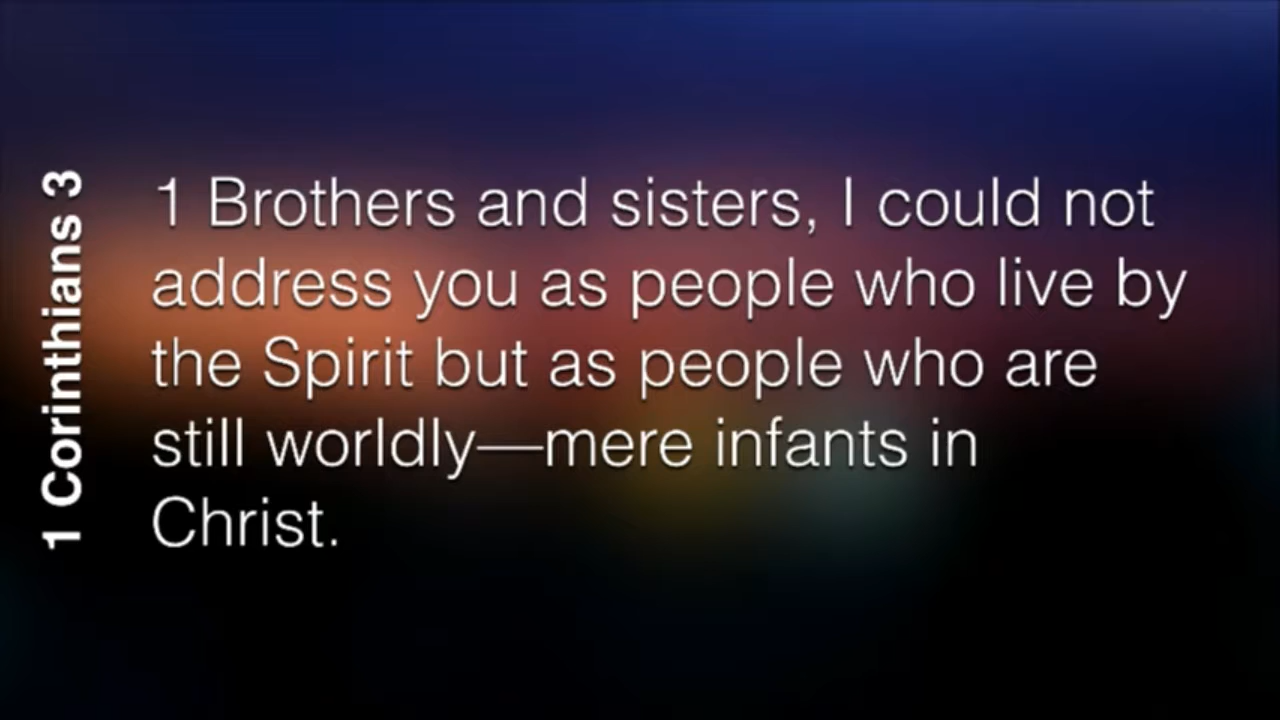 1 Corinthians 3
1 Brothers and sisters, I could not
address you as people who live by
the Spirit but as people who are
still worldly—mere infants in
Christ.